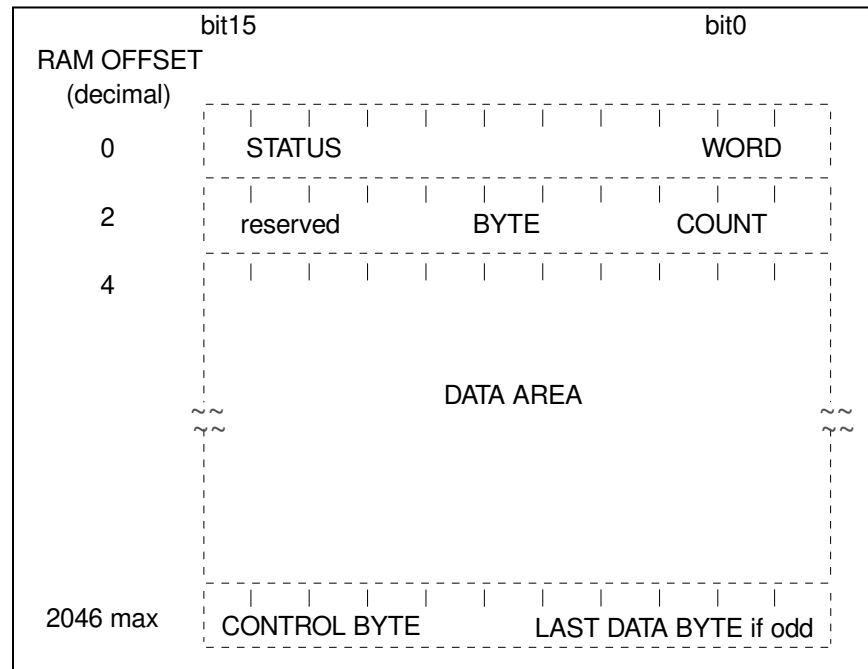 bit15 bit0
RAM OFFSET
(decimal)
0 STATUS WORD
2 reserved BYTE COUNT
4
DATA AREA
2046 max CONTROL BYTE LAST DATA BYTE if odd